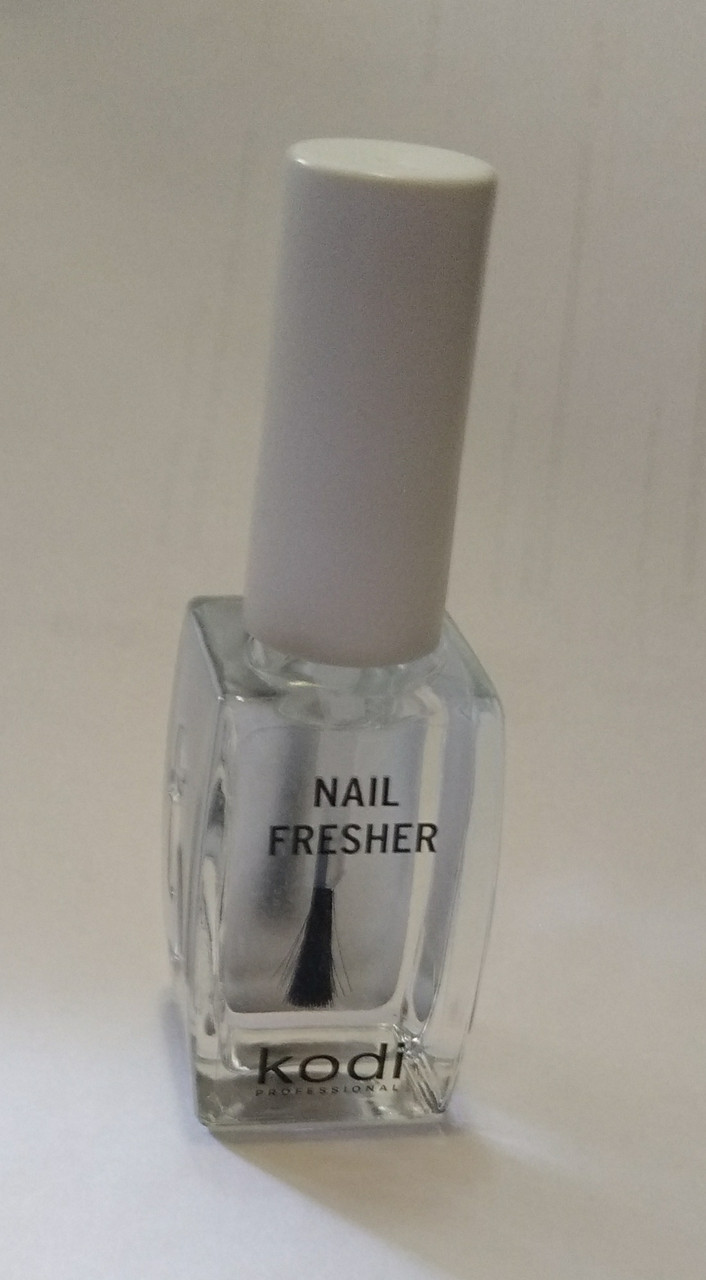 NAIL
FRESHER
kodi
PROFESSIONAL